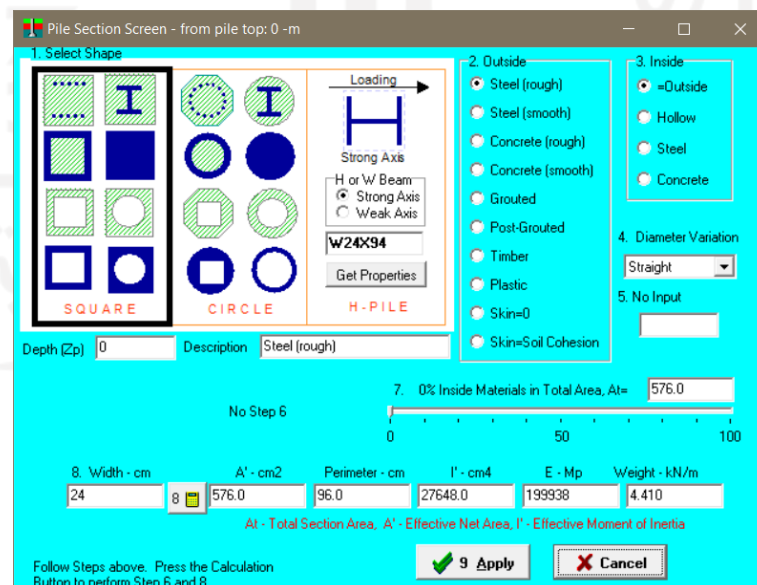 Pile Section Screen - from pile top: 0 -m
1. Select Shape
SQUARE
CIRCLE
Loading
Strong Axis
H or W Beam
Strong Axis
Weak Axis
W24X94
Get Properties
H-PILE
2. Outside
Steel (rough)
Steel (smooth)
Concrete (rough)
Concrete (smooth)
Grouted
Post-Grouted
Timber
Plastic
Skin=0
Skin=Soil Cohesion
3. Inside
=Outside
Hollow
Steel
Concrete
4. Diameter Variation
Straight
5. No Input
Depth (Zp) 0 Description Steel (rough)
No Step 6
7. 0% Inside Materials in Total Area, At= 576.0
0 50 100
8. Width - cm A' - cm2 Perimeter - cm I' - cm4 E - Mp Weight - kN/m
24 8 576.0 96.0 27648.0 199938 4.410
At - Total Section Area, A' - Effective Net Area, I' - Effective Moment of Inertia
Follow Steps above. Press the Calculation
Button to perform Step 6 and 8
9 Apply
Cancel